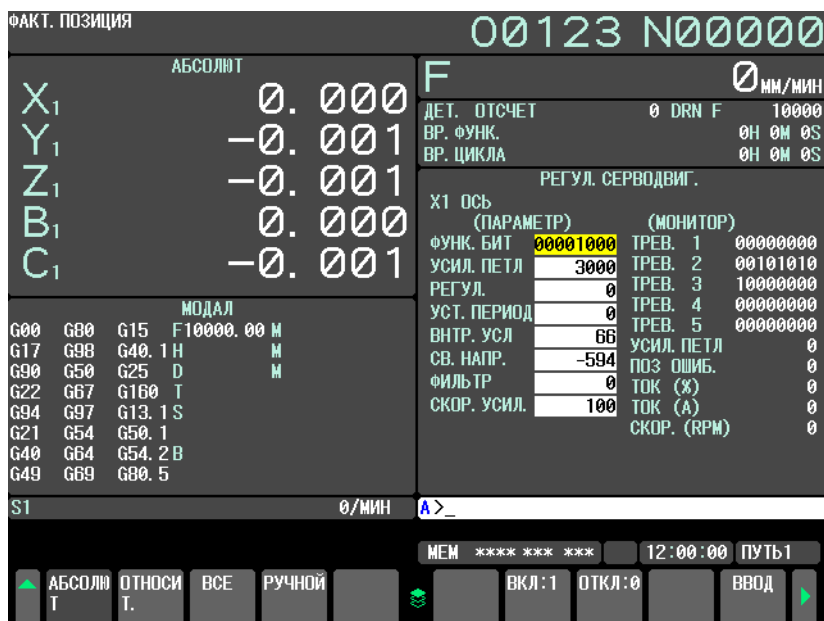 ФАКТ. ПОЗИЦИЯ
O0123 N00000
АБСОЛЮТ
X1 0. 000
Y1 -0. 001
Z1 -0. 001
B1 0. 000
C1 -0. 001
F 0 ММ/МИН
ДЕТ. ОТСЧЕТ 0 DRN F 10000
ВР. ФУНК. 0H 0M 0S
ВР. ЦИКЛА 0H 0M 0S
МОДАЛ
G00 G80 G15 F10000. 00 M
G17 G98 G40. 1 H M
G90 G50 G25 D M
G22 G67 G160 T
G94 G97 G13. 1 S
G21 G54 G50. 1
G40 G64 G54. 2 B
G49 G69 G80. 5
S1 0/МИН
РЕГУЛ. СЕРВОДВИГ.
X1 ОСЬ
(ПАРАМЕТР) (МОНИТОР)
ФУНК. БИТ 00001000 ТРЕВ. 1 00000000
УСИЛ. ПЕТЛ 3000 ТРЕВ. 2 00101010
РЕГУЛ. 0 ТРЕВ. 3 10000000
УСТ. ПЕРИОД 0 ТРЕВ. 4 00000000
ВНТР. УСЛ 66 ТРЕВ. 5 00000000
СВ. НАПР. -594 УСИЛ. ПЕТЛ 0
ФИЛЬТР 0 ПОЗ ОШИБ. 0
СКОР. УСИЛ. 100 ТОК (%) 0
ТОК (A) 0
СКОР. (RPM) 0
A >_
MEM **** *** *** 12:00:00 ПУТЬ1
АБСОЛЮ
Т
ОТНОСИ
Т.
ВСЕ
РУЧНОЙ
ВКЛ:1
ОТКЛ:0
ВВОД